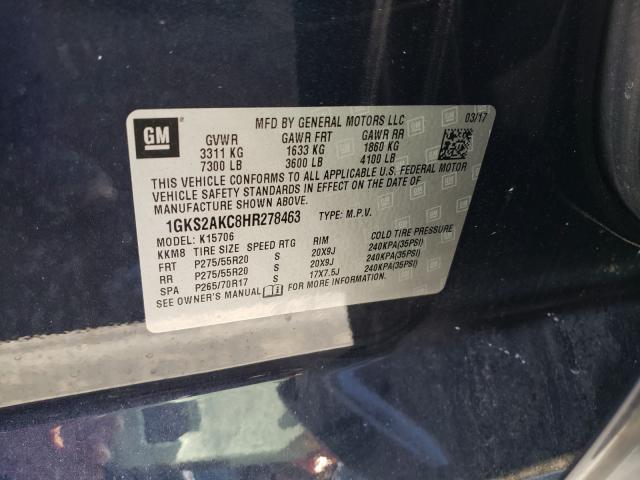 GM
MFD BY GENERAL MOTORS LLC 03/17
GVWR GAWR FRT GAWR RR
3311 KG 1633 KG 1860 KG
7300 LB 3600 LB 4100 LB
THIS VEHICLE CONFORMS TO ALL APPLICABLE U.S. FEDERAL MOTOR
VEHICLE SAFETY STANDARDS IN EFFECT ON THE DATE OF
MANUFACTURE SHOWN ABOVE.
1GKS2AKC8HR278463 TYPE: M.P.V.
MODEL: K15706
KKM8 TIRE SIZE SPEED RTG RIM COLD TIRE PRESSURE
FRT P275/55R20 S 20X9J 240KPA(35PSI)
RR P275/55R20 S 20X9J 240KPA(35PSI)
SPA P265/70R17 S 17X7.5J 240KPA(35PSI)
SEE OWNER'S MANUAL FOR MORE INFORMATION.